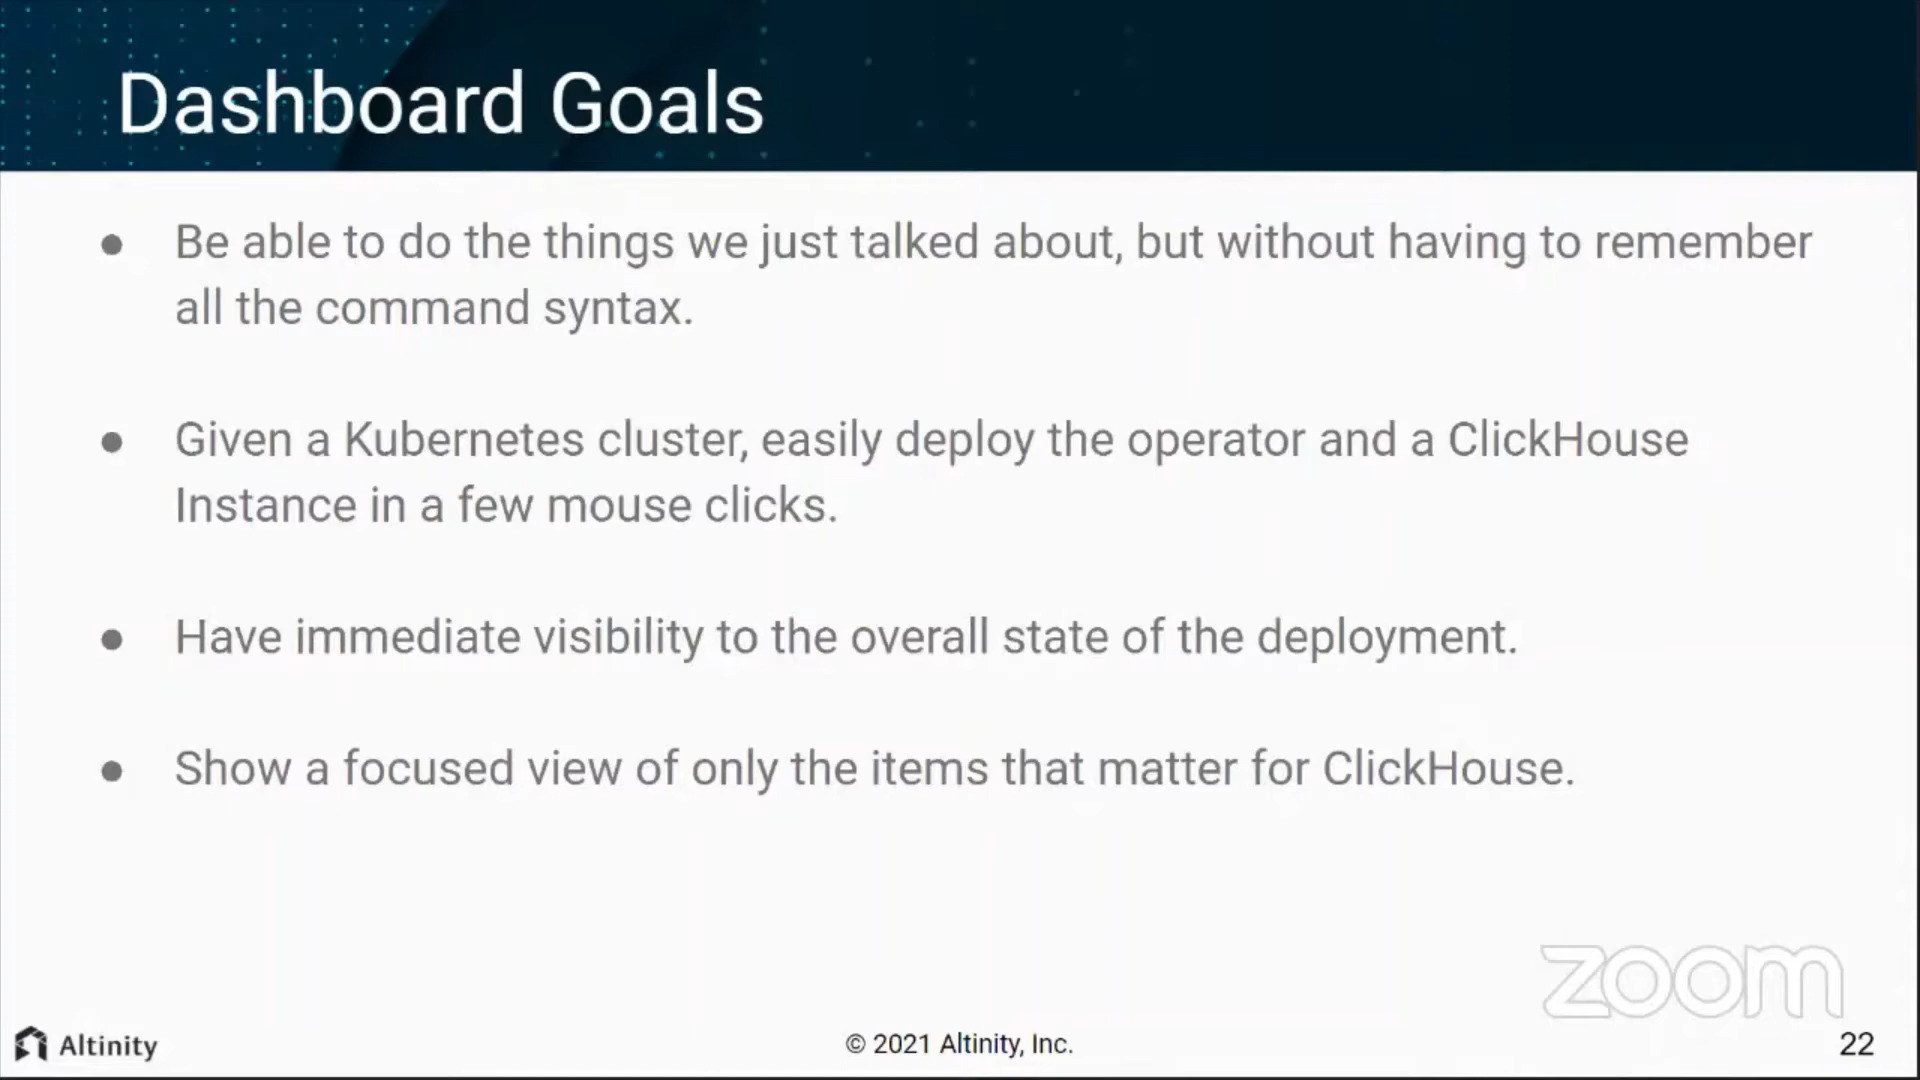 Dashboard Goals
● Be able to do the things we just talked about, but without having to remember
all the command syntax.
● Given a Kubernetes cluster, easily deploy the operator and a ClickHouse
Instance in a few mouse clicks.
● Have immediate visibility to the overall state of the deployment.
● Show a focused view of only the items that matter for ClickHouse.
zoom
Altinity
© 2021 Altinity, Inc.
22